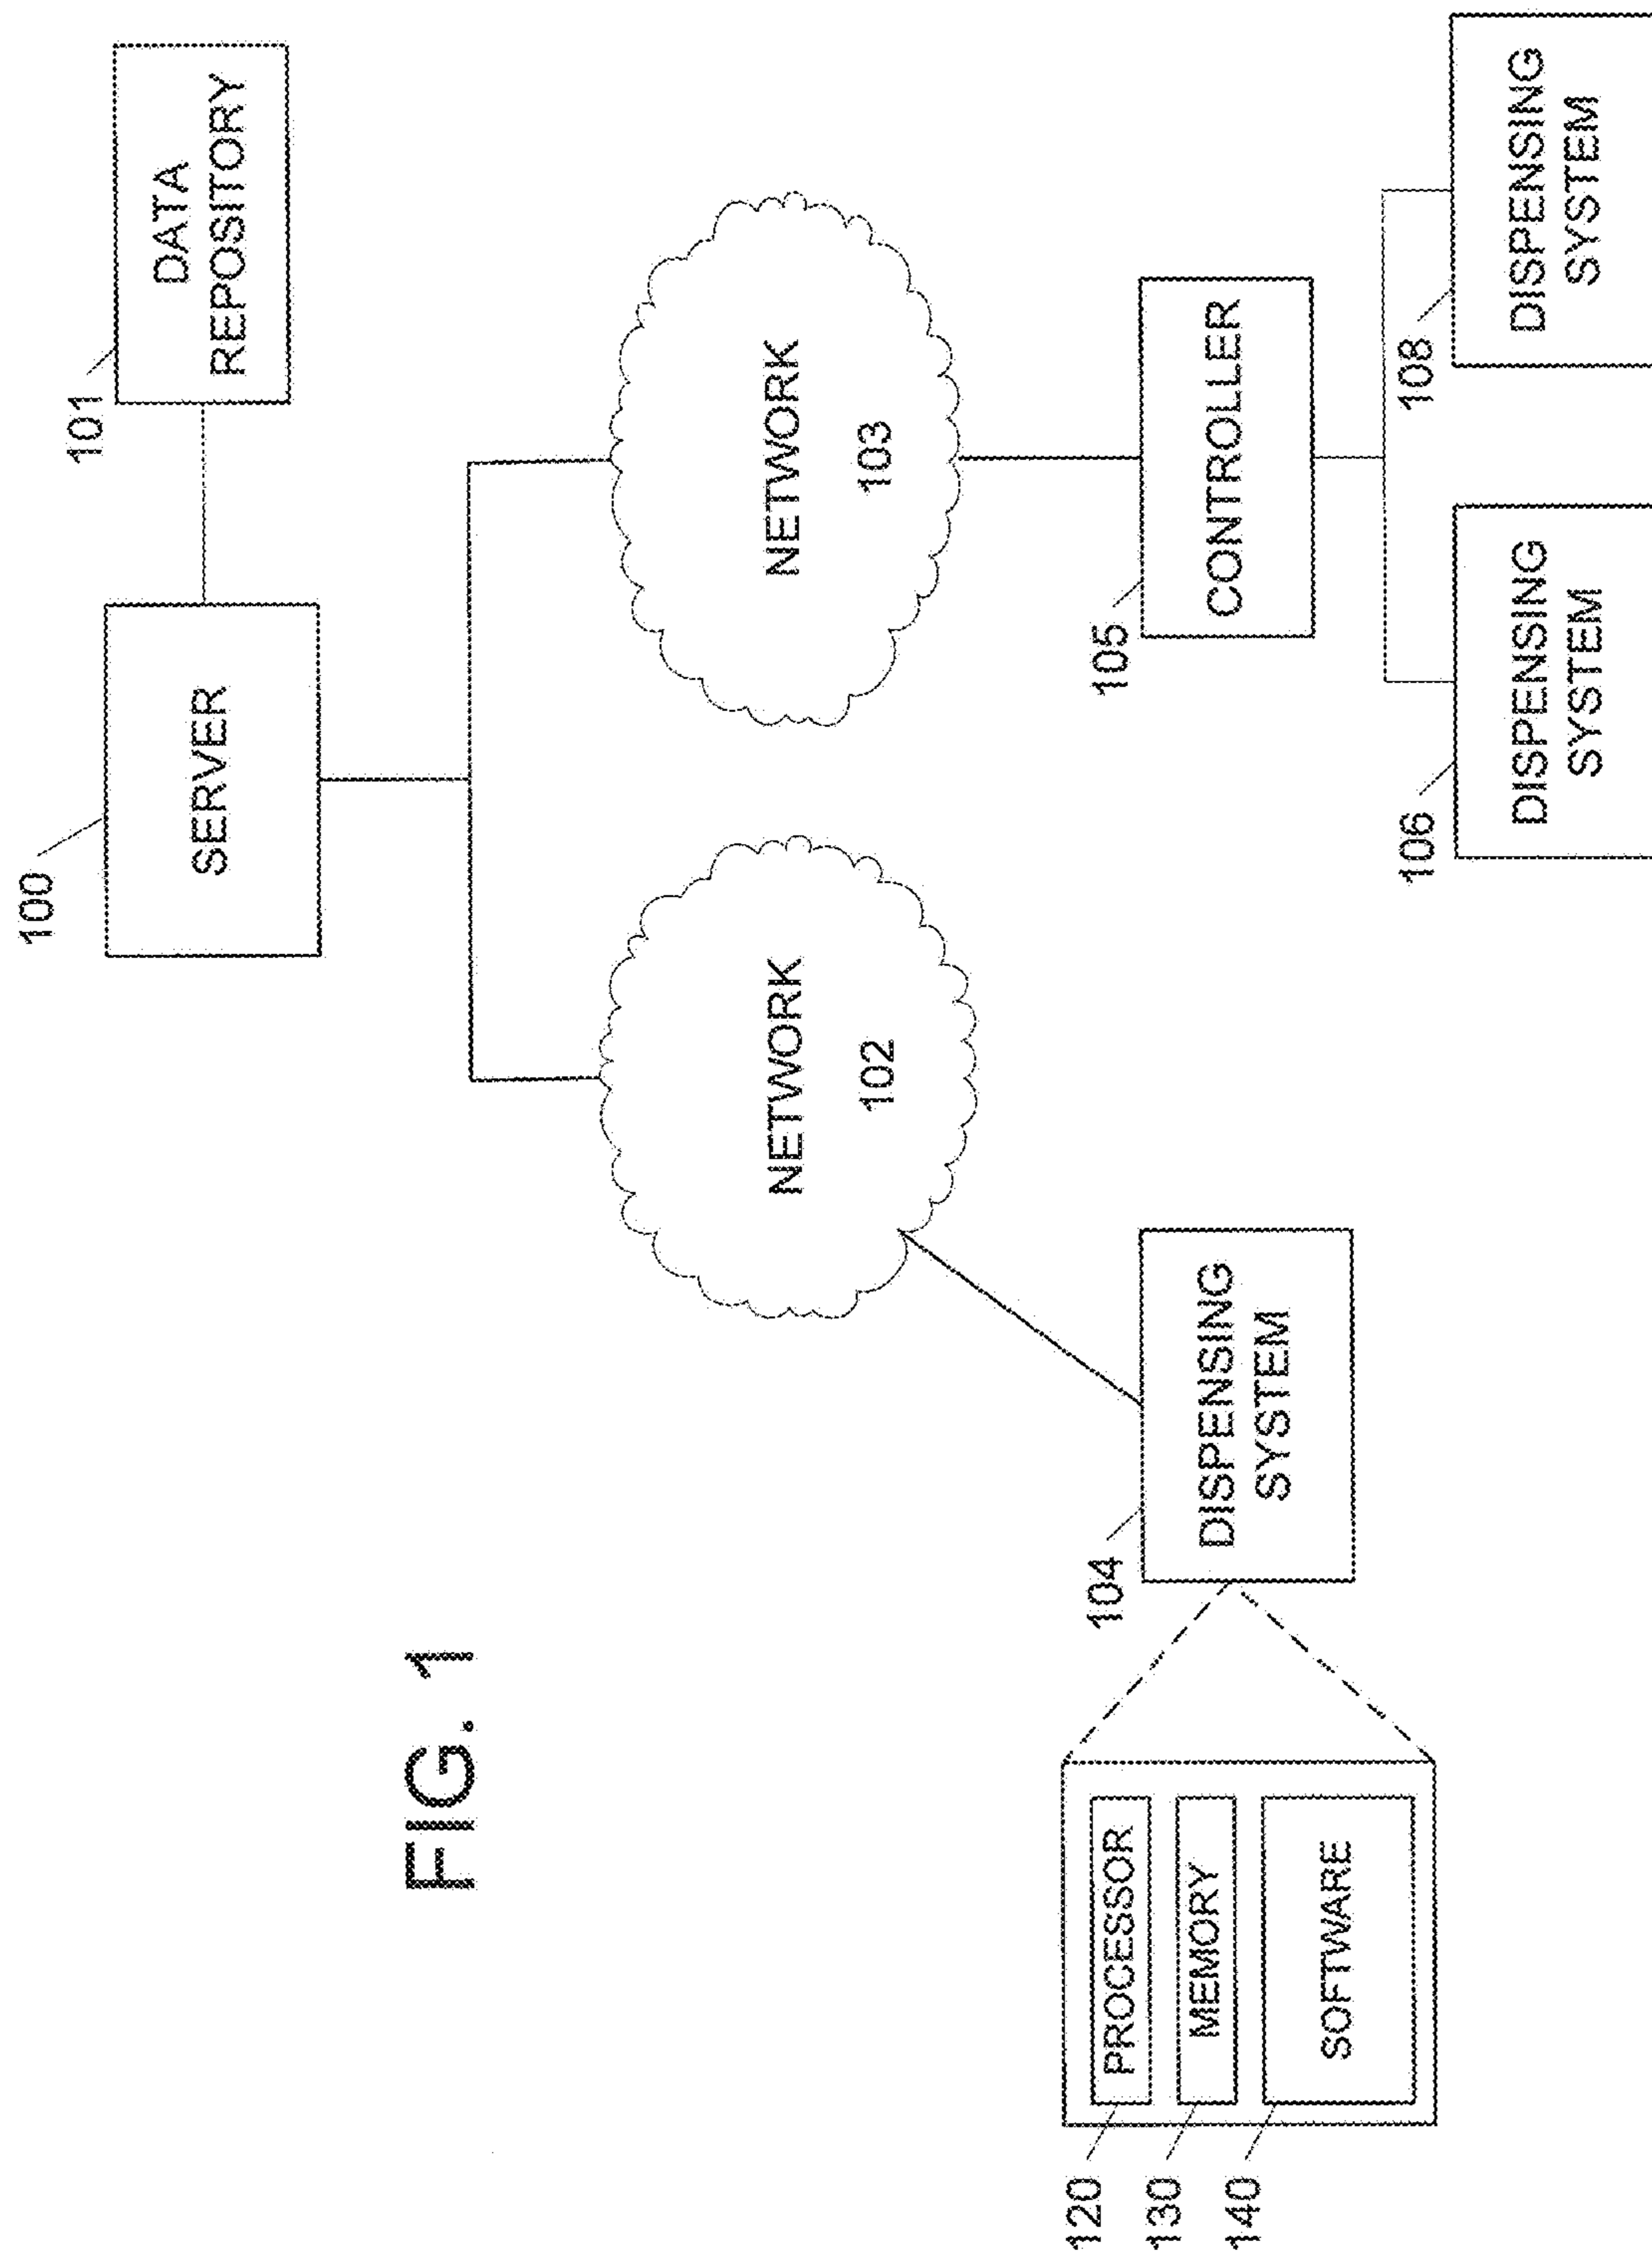 FIG. 1
100
SERVER
101
DATA
REPOSITORY
NETWORK
102
NETWORK
103
104
DISPENSING
SYSTEM
105
CONTROLLER
120
PROCESSOR
130
MEMORY
140
SOFTWARE
106
DISPENSING
SYSTEM
108
DISPENSING
SYSTEM